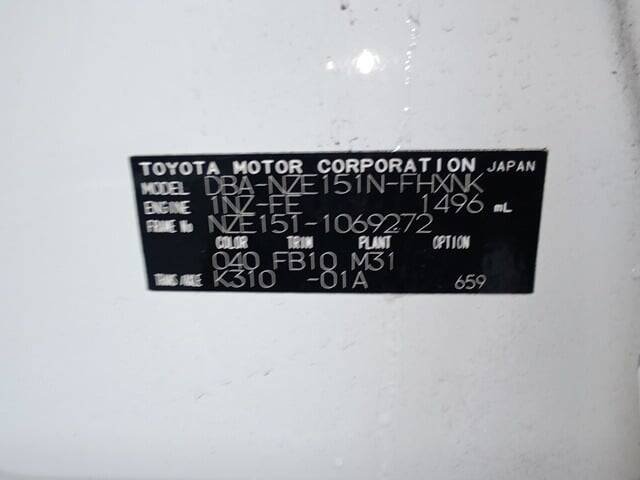 TOYOTA MOTOR CORPORATION JAPAN
MODEL DBA-NZE151N-FHXNK
ENGINE 1NZ-FE 1496 mL
FRAME No NZE151-1069272
COLOR TRIM PLANT OPTION
040 FB10 M31
TRANS/AXLE K310 -01A 659